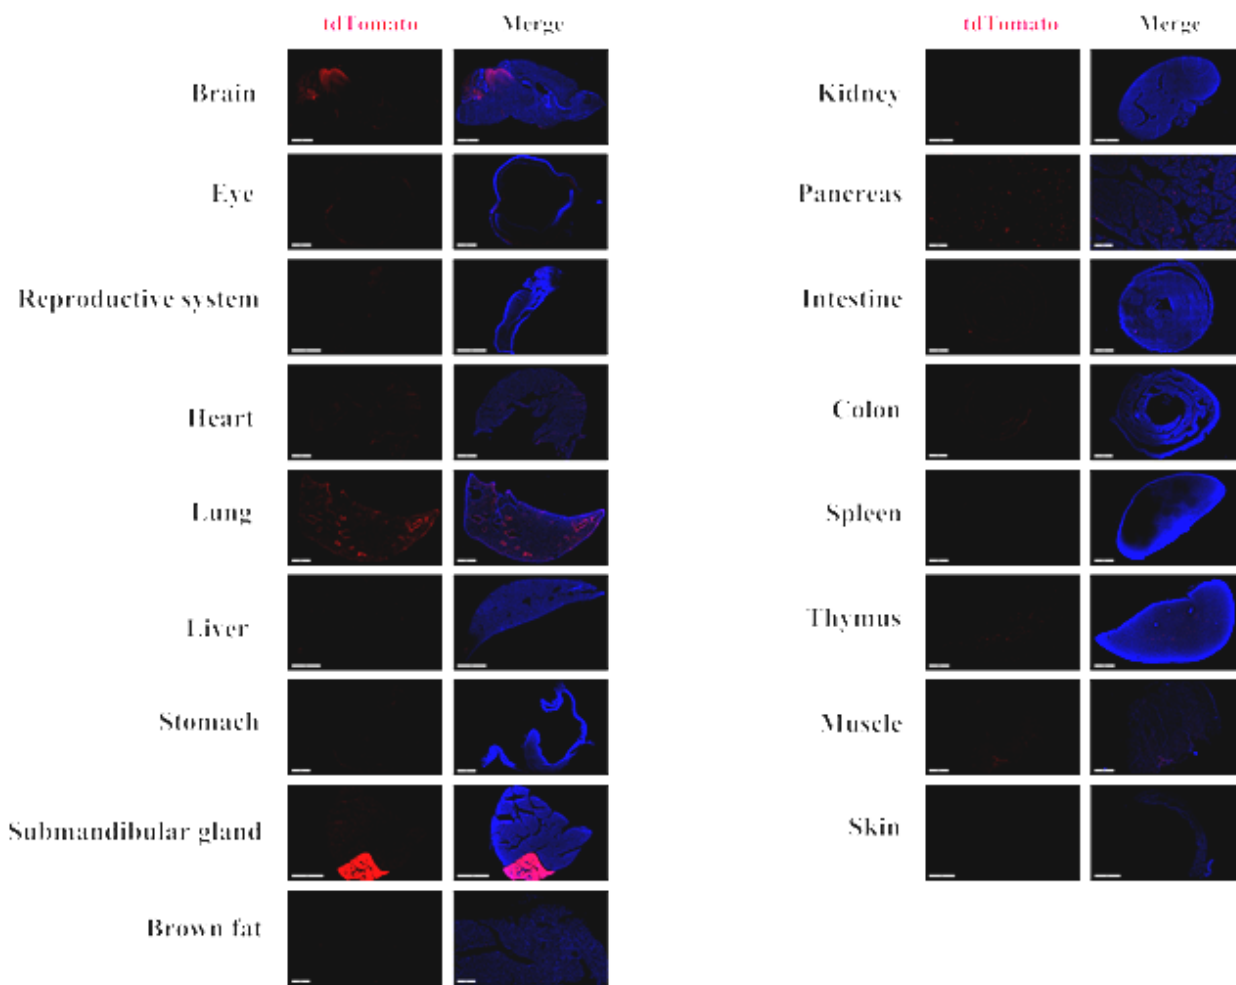 tdTomato Merge
Brain
Eye
Reproductive system
Heart
Lung
Liver
Stomach
Submandibular gland
Brown fat
tdTomato Merge
Kidney
Pancreas
Intestine
Colon
Spleen
Thymus
Muscle
Skin